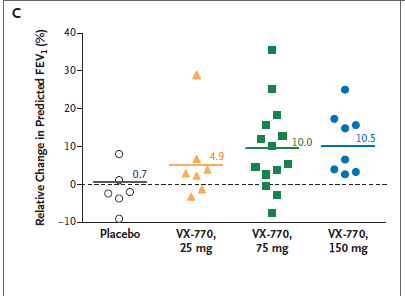 C
Relative Change in Predicted FEV₁ (%)
40
30
20
10
0
−10
0.7
4.9
10.0
10.5
Placebo
VX-770,
25 mg
VX-770,
75 mg
VX-770,
150 mg